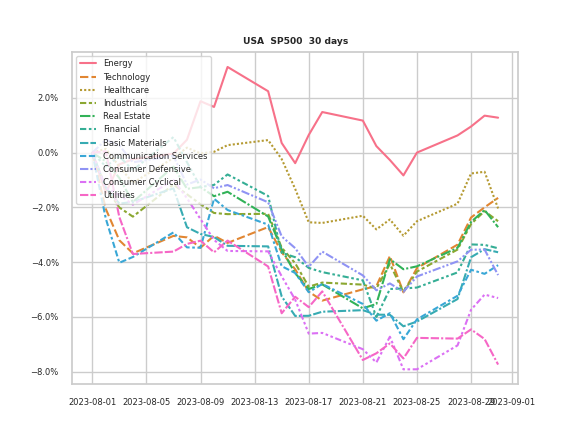 USA SP500 30 days
Energy
Technology
Healthcare
Industrials
Real Estate
Financial
Basic Materials
Communication Services
Consumer Defensive
Consumer Cyclical
Utilities
2.0%
0.0%
−2.0%
−4.0%
−6.0%
−8.0%
2023-08-01 2023-08-05 2023-08-09 2023-08-13 2023-08-17 2023-08-21 2023-08-25 2023-08-29 2023-09-01